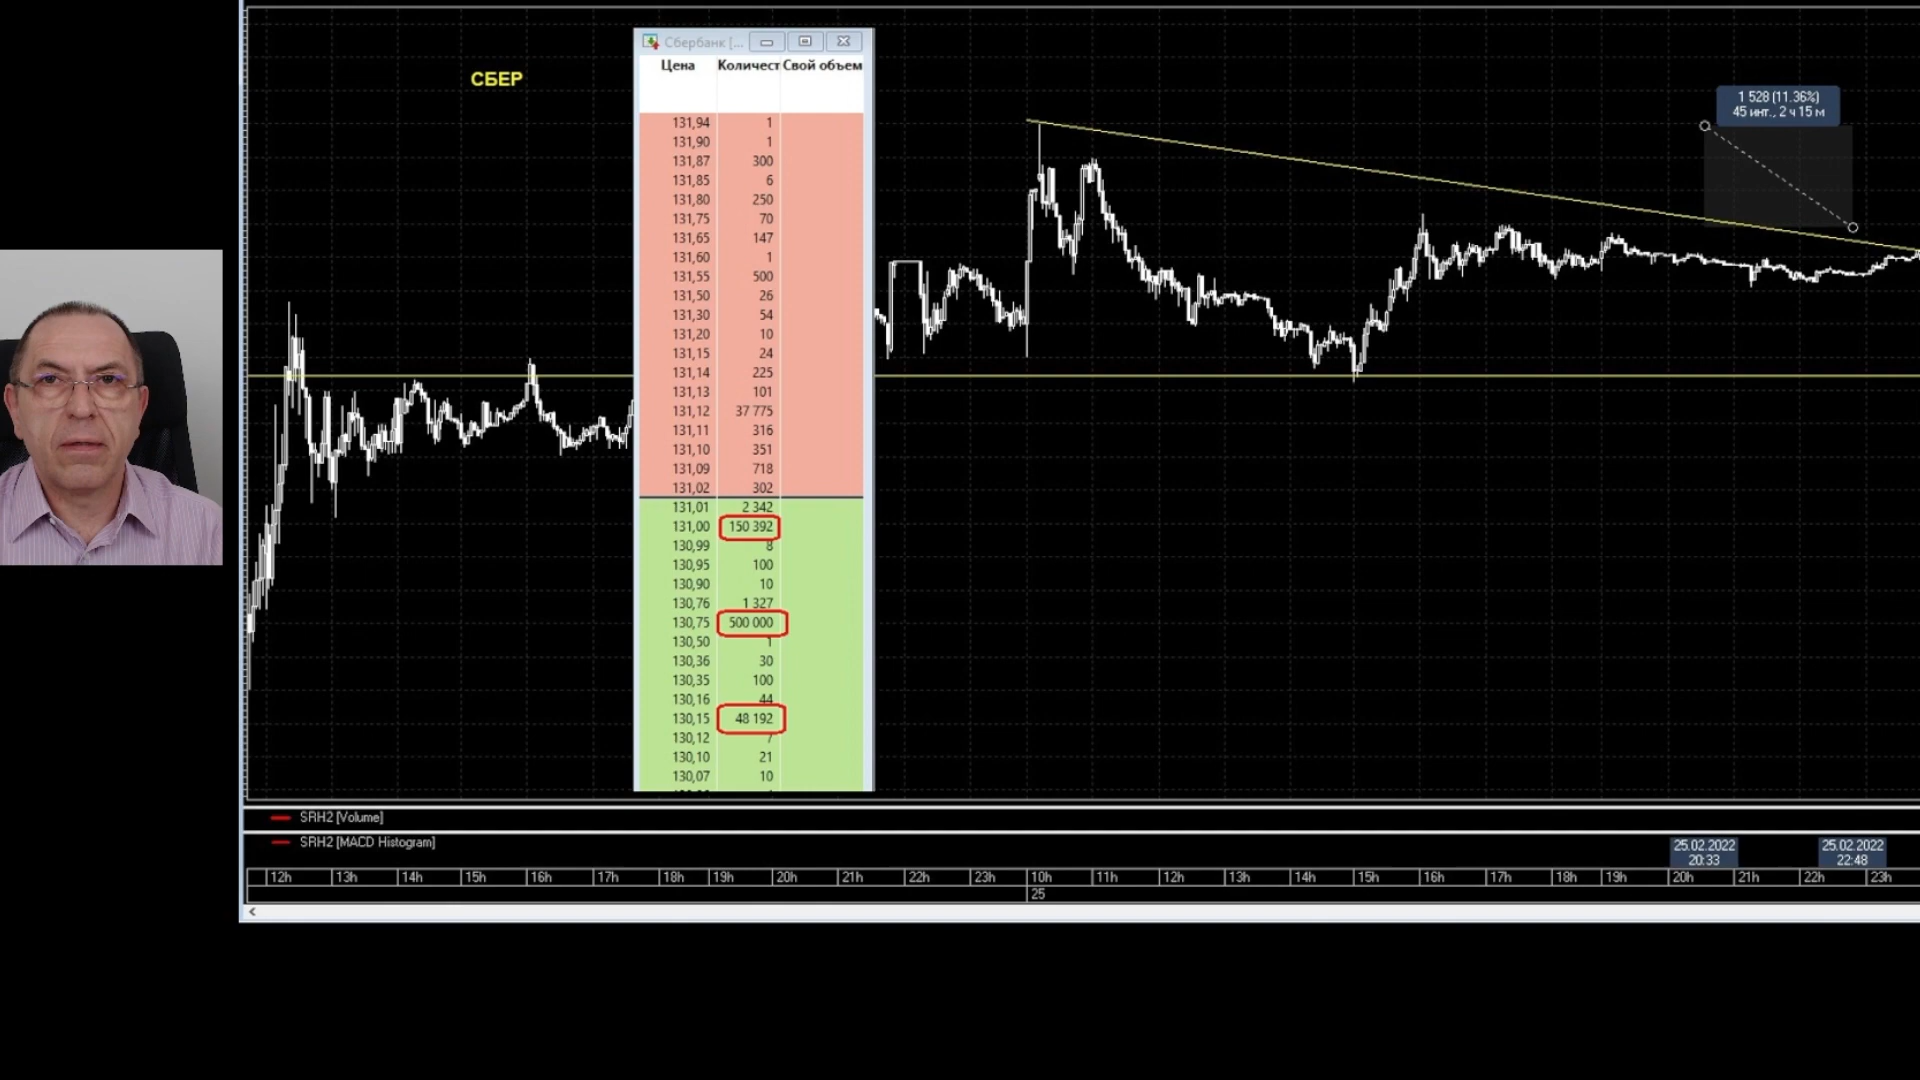 СБЕР
Сбербанк [...
Цена Количест Свой объем
131,94 1
131,90 1
131,87 300
131,85 6
131,80 250
131,75 70
131,65 147
131,60 1
131,55 500
131,50 26
131,30 54
131,20 10
131,15 24
131,14 225
131,13 101
131,12 37 775
131,11 316
131,10 351
131,09 718
131,02 302
131,01 2 342
131,00 150 392
130,99 8
130,95 100
130,90 10
130,76 1 327
130,75 500 000
130,50 1
130,36 30
130,35 100
130,16 44
130,15 48 192
130,12 7
130,10 21
130,07 10
1 528 (11.36%)
45 инт., 2 ч 15 м
SRH2 [Volume]
SRH2 [MACD Histogram]
25.02.2022
20:33
25.02.2022
22:48
12h 13h 14h 15h 16h 17h 18h 19h 20h 21h 22h 23h 10h 11h 12h 13h 14h 15h 16h 17h 18h 19h 20h 21h 22h 23h
25